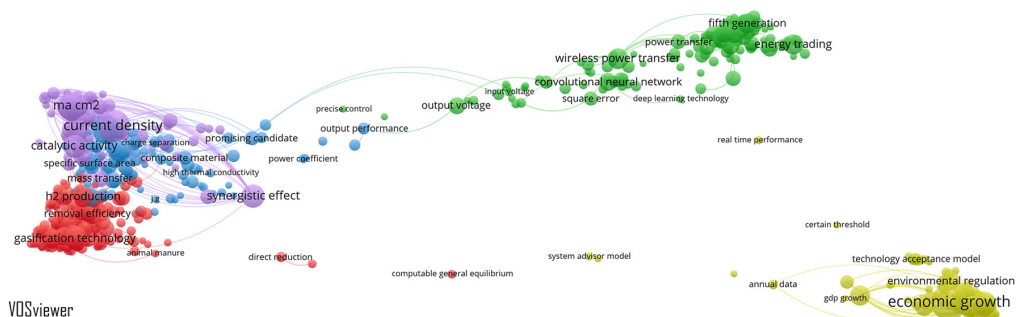 fifth generation
power transfer
energy trading
wireless power transfer
convolutional neural network
input voltage
square error
deep learning technology
output voltage
precise control
ma cm2
current density
output performance
promising candidate
catalytic activity
charge separation
real time performance
composite material
power coefficient
specific surface area
high thermal conductivity
mass transfer
h2 production
j g
synergistic effect
removal efficiency
certain threshold
gasification technology
animal manure
direct reduction
system advisor model
technology acceptance model
computable general equilibrium
annual data
environmental regulation
gdp growth
economic growth
VOSviewer